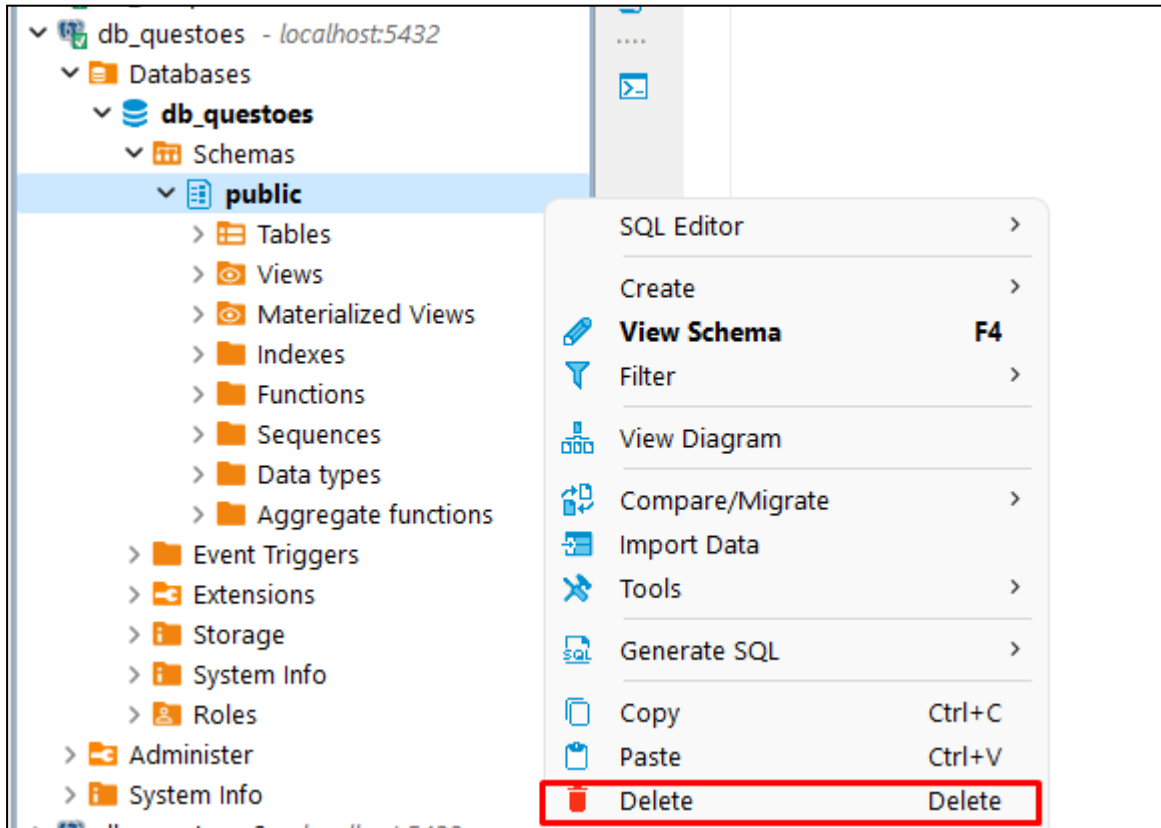 db_questoes - localhost:5432
Databases
db_questoes
Schemas
public
Tables
Views
Materialized Views
Indexes
Functions
Sequences
Data types
Aggregate functions
Event Triggers
Extensions
Storage
System Info
Roles
Administer
System Info
SQL Editor
Create
View Schema F4
Filter
View Diagram
Compare/Migrate
Import Data
Tools
SQL
Generate SQL
Copy Ctrl+C
Paste Ctrl+V
Delete Delete